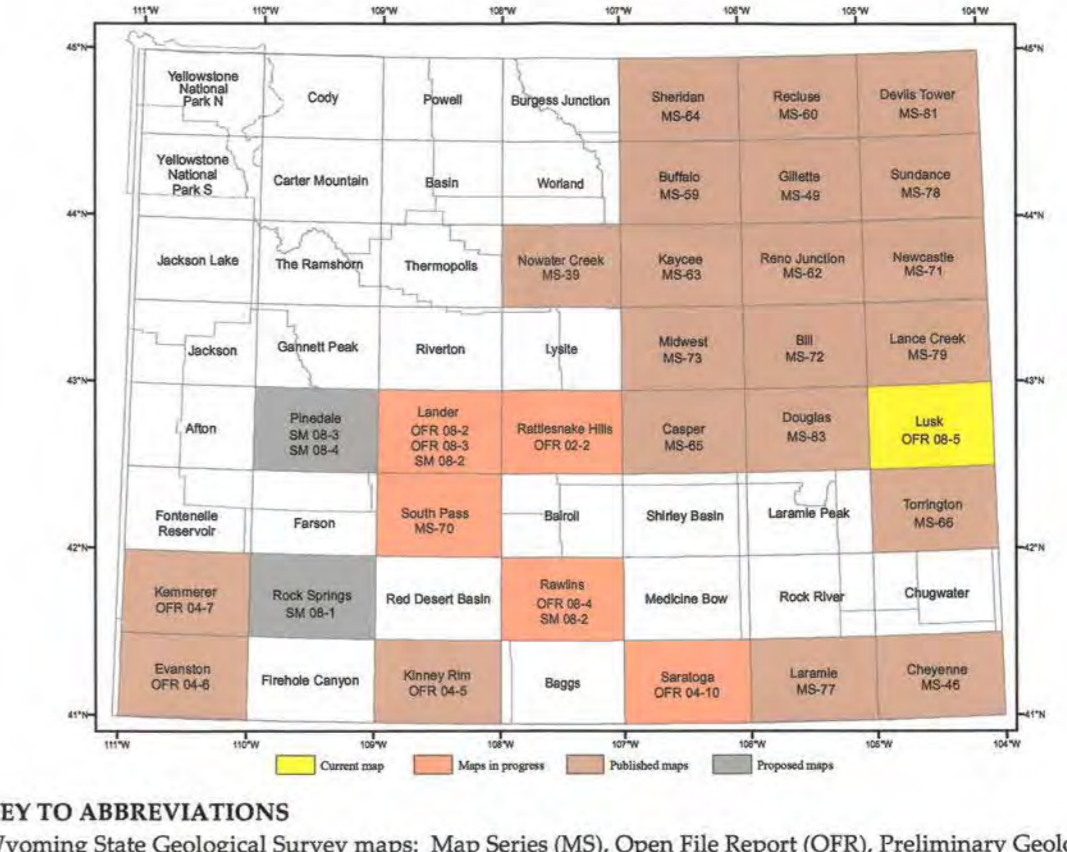 111°W 110°W 109°W 108°W 107°W 106°W 105°W 104°W
45°N 45°N
Yellowstone
National
Park N
Cody
Powell
Burgess Junction
Sheridan
MS-64
Recluse
MS-60
Devils Tower
MS-81
Yellowstone
National
Park S
Carter Mountain
Basin
Worland
Buffalo
MS-59
Gillette
MS-49
Sundance
MS-78
44°N 44°N
Jackson Lake
The Ramshorn
Thermopolis
Nowater Creek
MS-39
Kaycee
MS-63
Reno Junction
MS-62
Newcastle
MS-71
Jackson
Gannett Peak
Riverton
Lysite
Midwest
MS-73
Bill
MS-72
Lance Creek
MS-79
43°N 43°N
Afton
Pinedale
SM 08-3
SM 08-4
Lander
OFR 08-2
OFR 08-3
SM 08-2
Rattlesnake Hills
OFR 02-2
Casper
MS-65
Douglas
MS-83
Lusk
OFR 08-5
Fontenelle
Reservoir
Farson
South Pass
MS-70
Bairoil
Shirley Basin
Laramie Peak
Torrington
MS-66
42°N 42°N
Kemmerer
OFR 04-7
Rock Springs
SM 08-1
Red Desert Basin
Rawlins
OFR 08-4
SM 08-2
Medicine Bow
Rock River
Chugwater
Evanston
OFR 04-6
Firehole Canyon
Kinney Rim
OFR 04-5
Baggs
Saratoga
OFR 04-10
Laramie
MS-77
Cheyenne
MS-46
41°N 41°N
111°W 110°W 109°W 108°W 107°W 106°W 105°W 104°W
Current map Maps in progress Published maps Proposed maps
EY TO ABBREVIATIONS
Wyoming State Geological Survey maps: Map Series (MS), Open File Report (OFR), Preliminary Geolo